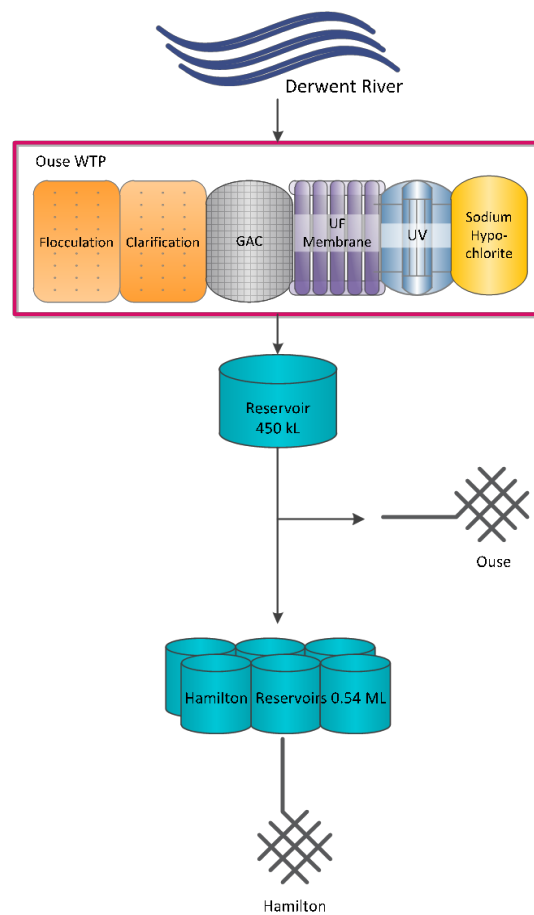 Derwent River
Ouse WTP
Flocculation
Clarification
GAC
UF
Membrane
UV
Sodium
Hypo-
chlorite
Reservoir
450 kL
Ouse
Hamilton Reservoirs 0.54 ML
Hamilton